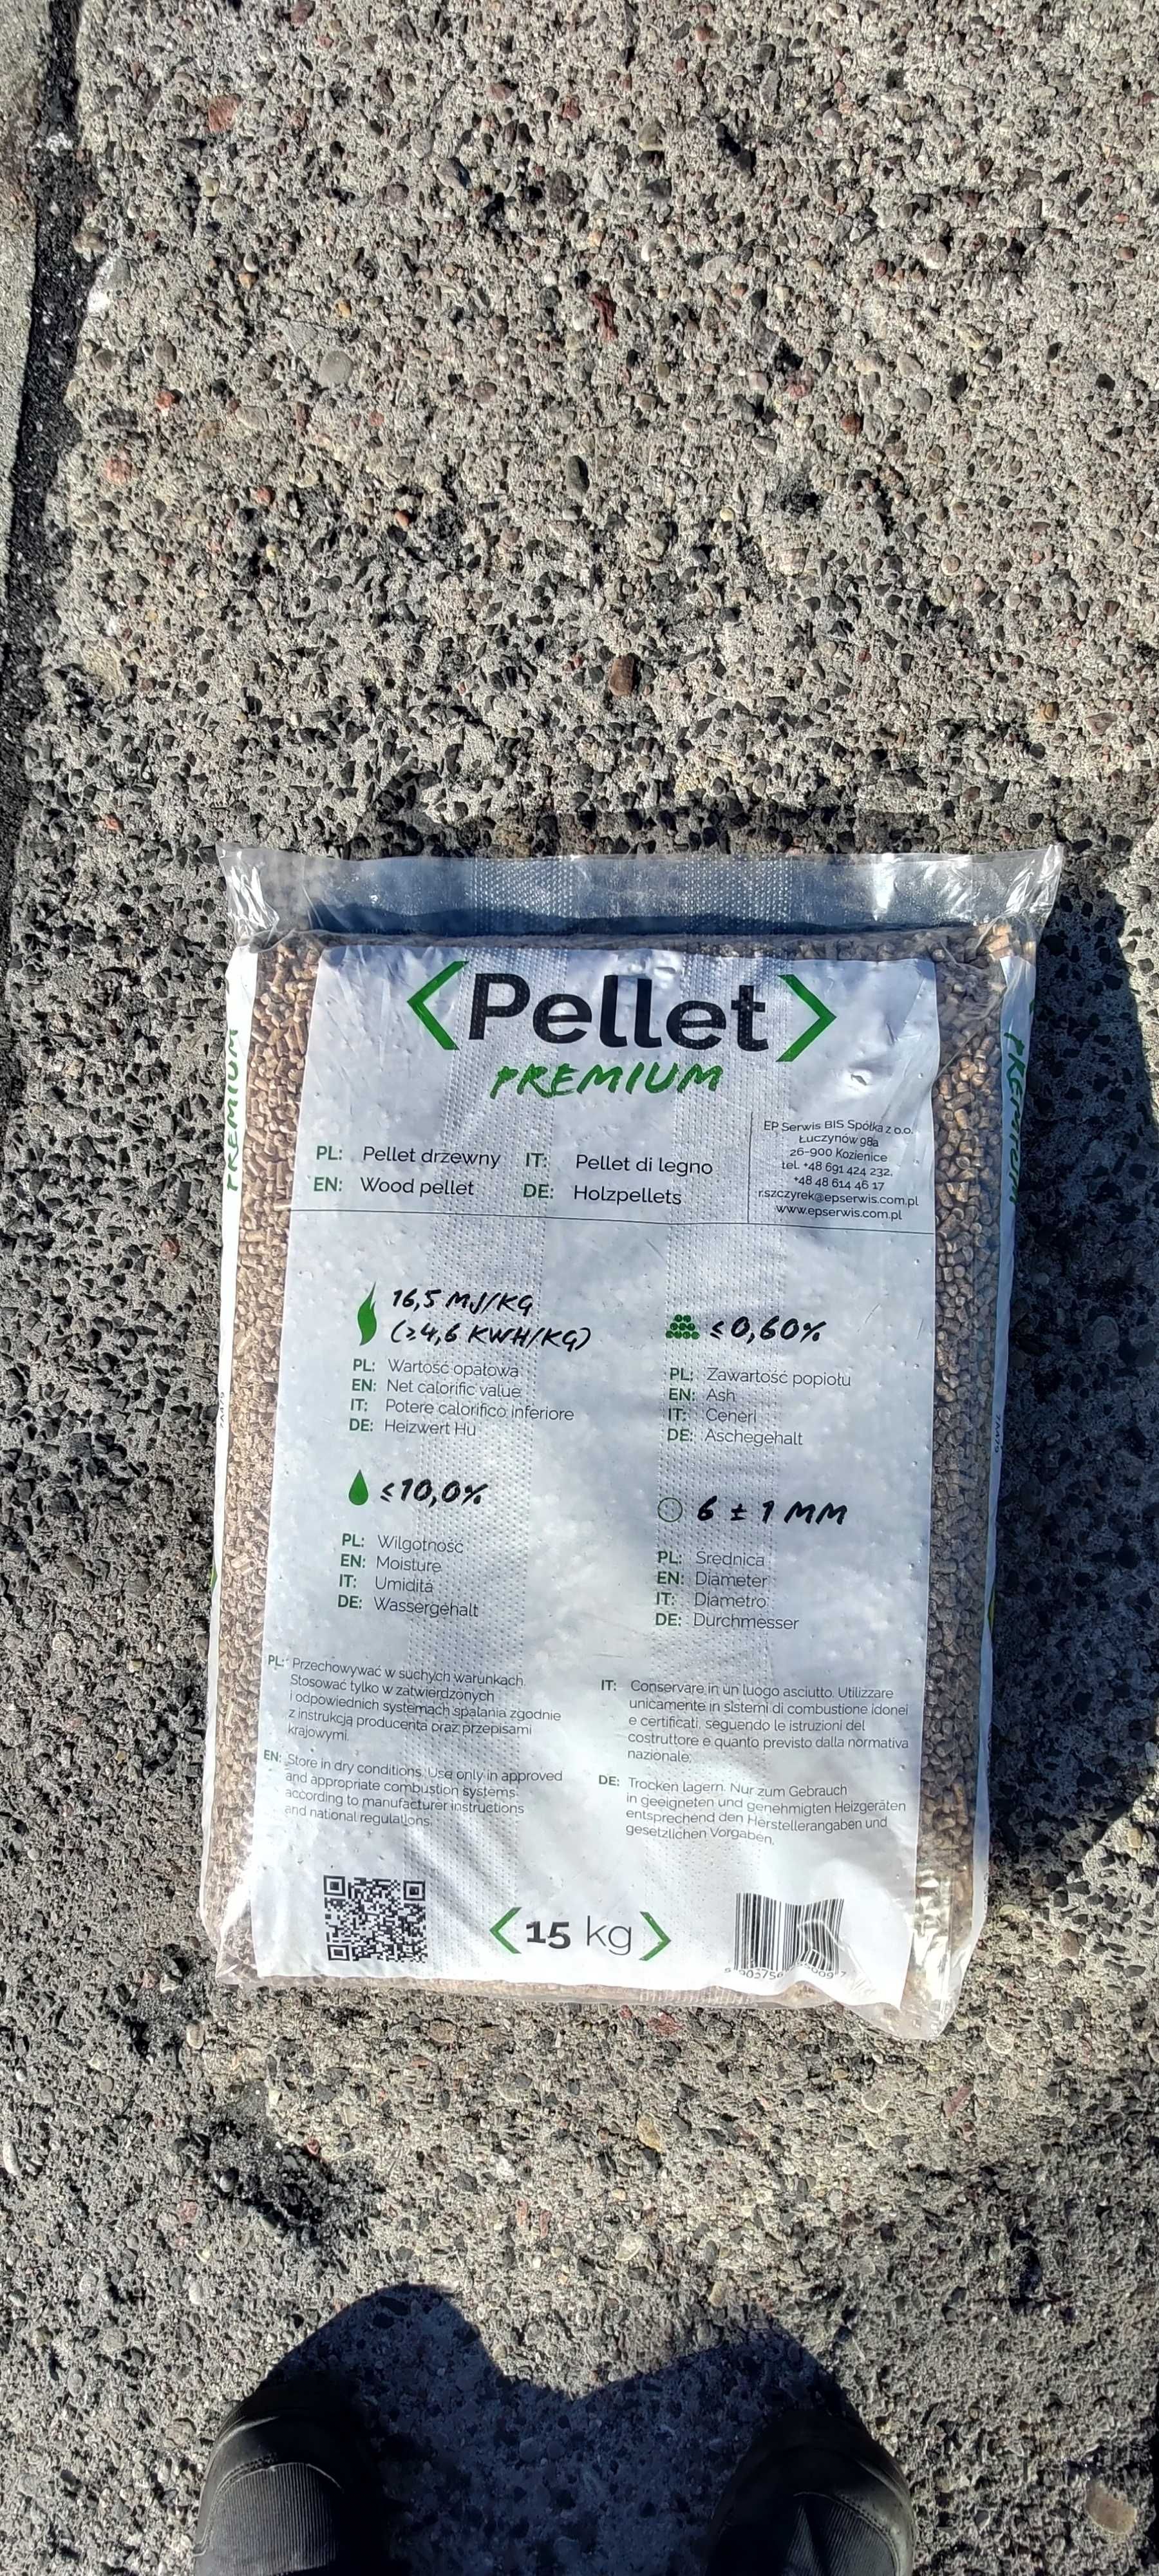 <Pellet>
PREMIUM
PREMIUM
PREMIUM
PL: Pellet drzewny
IT: Pellet di legno
EN: Wood pellet
DE: Holzpellets
EP Serwis BIS Spółka z o.o.
Łuczynów 98a
26-900 Kozienice
tel. +48 691 424 232,
+48 48 614 46 17
r.szczyrek@epserwis.com.pl
www.epserwis.com.pl
16,5 MJ/KG
(≥4,6 KWH/KG)
PL: Wartość opałowa
EN: Net calorific value
IT: Potere calorifico inferiore
DE: Heizwert Hu
≤0,60%
PL: Zawartość popiołu
EN: Ash
IT: Ceneri
DE: Aschegehalt
≤10,0%
PL: Wilgotność
EN: Moisture
IT: Umidità
DE: Wassergehalt
6 ± 1 MM
PL: Średnica
EN: Diameter
IT: Diametro
DE: Durchmesser
PL: Przechowywać w suchych warunkach.
Stosować tylko w zatwierdzonych
i odpowiednich systemach spalania zgodnie
z instrukcją producenta oraz przepisami
krajowymi.
EN: Store in dry conditions. Use only in approved
and appropriate combustion systems
according to manufacturer instructions
and national regulations.
IT: Conservare in un luogo asciutto. Utilizzare
unicamente in sistemi di combustione idonei
e certificati, seguendo le istruzioni del
costruttore e quanto previsto dalla normativa
nazionale.
DE: Trocken lagern. Nur zum Gebrauch
in geeigneten und genehmigten Heizgeräten
entsprechend den Herstellerangaben und
gesetzlichen Vorgaben.
<15 kg>